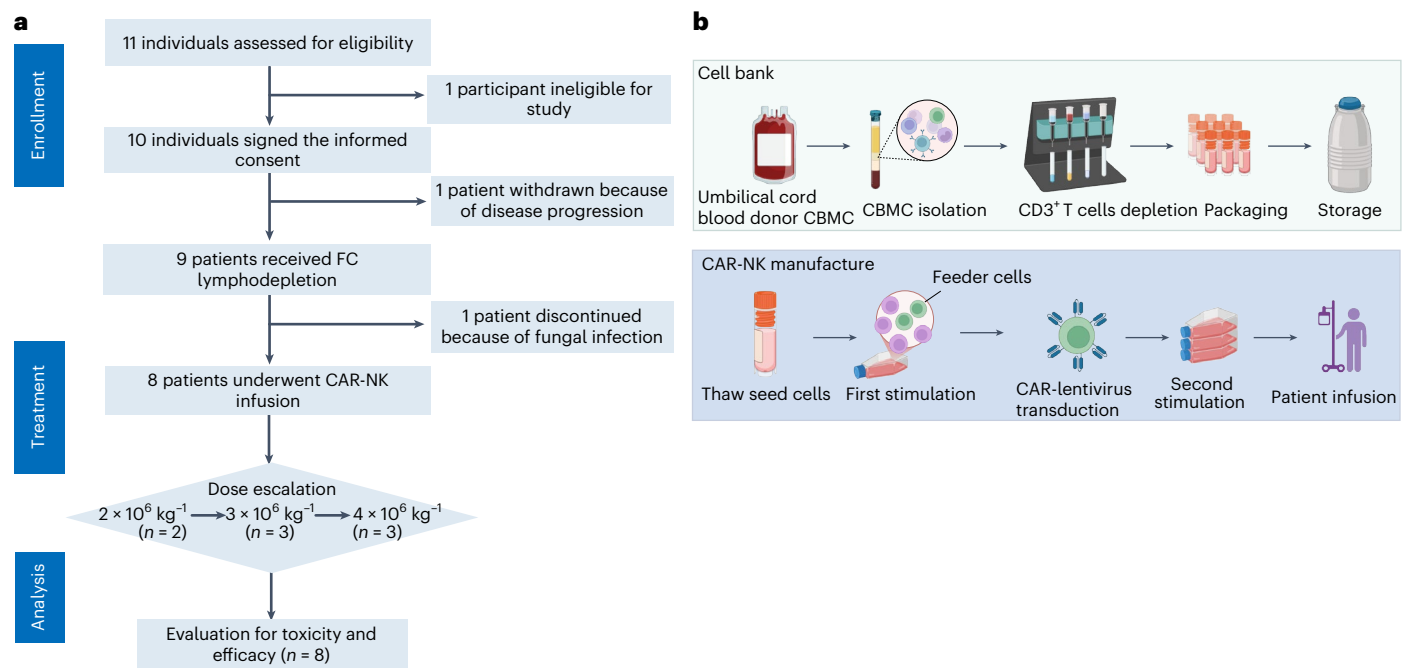 a
Enrollment
11 individuals assessed for eligibility
1 participant ineligible for
study
10 individuals signed the informed
consent
1 patient withdrawn because
of disease progression
9 patients received FC
lymphodepletion
1 patient discontinued
because of fungal infection
Treatment
8 patients underwent CAR-NK
infusion
Dose escalation
2 × 10⁶ kg⁻¹ 3 × 10⁶ kg⁻¹ 4 × 10⁶ kg⁻¹
(n = 2) (n = 3) (n = 3)
Analysis
Evaluation for toxicity and
efficacy (n = 8)
b
Cell bank
Umbilical cord
blood donor CBMC
CBMC isolation
CD3⁺ T cells depletion
Packaging
Storage
CAR-NK manufacture
Feeder cells
Thaw seed cells
First stimulation
CAR-lentivirus
transduction
Second
stimulation
Patient infusion